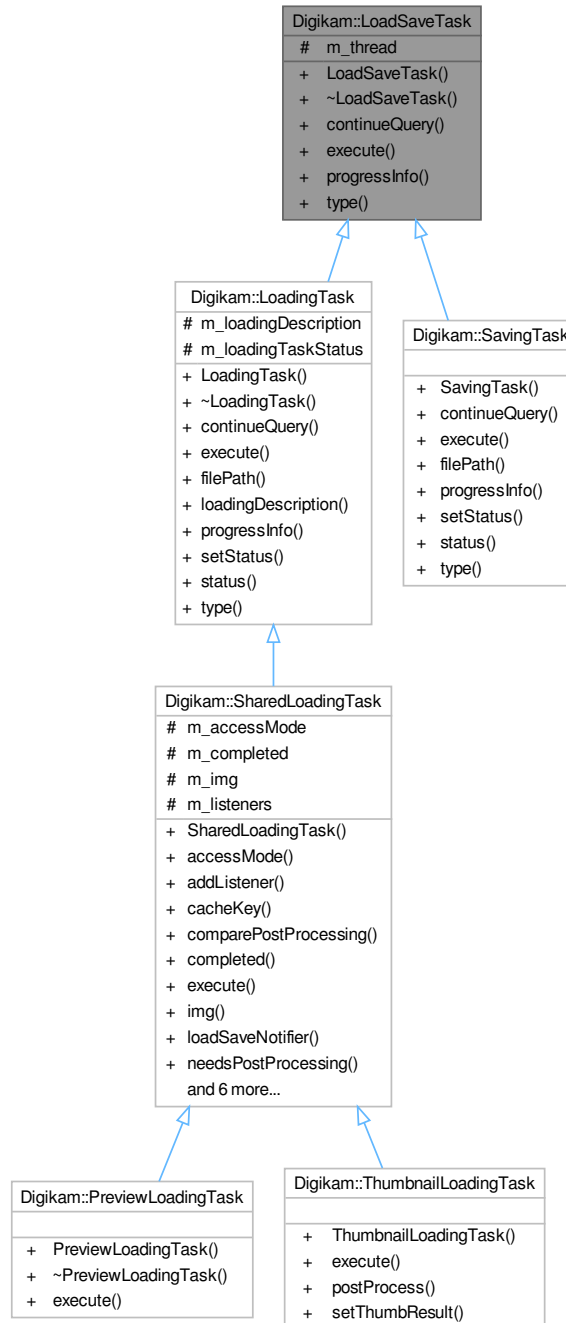 Digikam::LoadSaveTask
# m_thread
+ LoadSaveTask()
+ ~LoadSaveTask()
+ continueQuery()
+ execute()
+ progressInfo()
+ type()
Digikam::LoadingTask
# m_loadingDescription
# m_loadingTaskStatus
+ LoadingTask()
+ ~LoadingTask()
+ continueQuery()
+ execute()
+ filePath()
+ loadingDescription()
+ progressInfo()
+ setStatus()
+ status()
+ type()
Digikam::SavingTask
+ SavingTask()
+ continueQuery()
+ execute()
+ filePath()
+ progressInfo()
+ setStatus()
+ status()
+ type()
Digikam::SharedLoadingTask
# m_accessMode
# m_completed
# m_img
# m_listeners
+ SharedLoadingTask()
+ accessMode()
+ addListener()
+ cacheKey()
+ comparePostProcessing()
+ completed()
+ execute()
+ img()
+ loadSaveNotifier()
+ needsPostProcessing()
and 6 more...
Digikam::PreviewLoadingTask
+ PreviewLoadingTask()
+ ~PreviewLoadingTask()
+ execute()
Digikam::ThumbnailLoadingTask
+ ThumbnailLoadingTask()
+ execute()
+ postProcess()
+ setThumbResult()